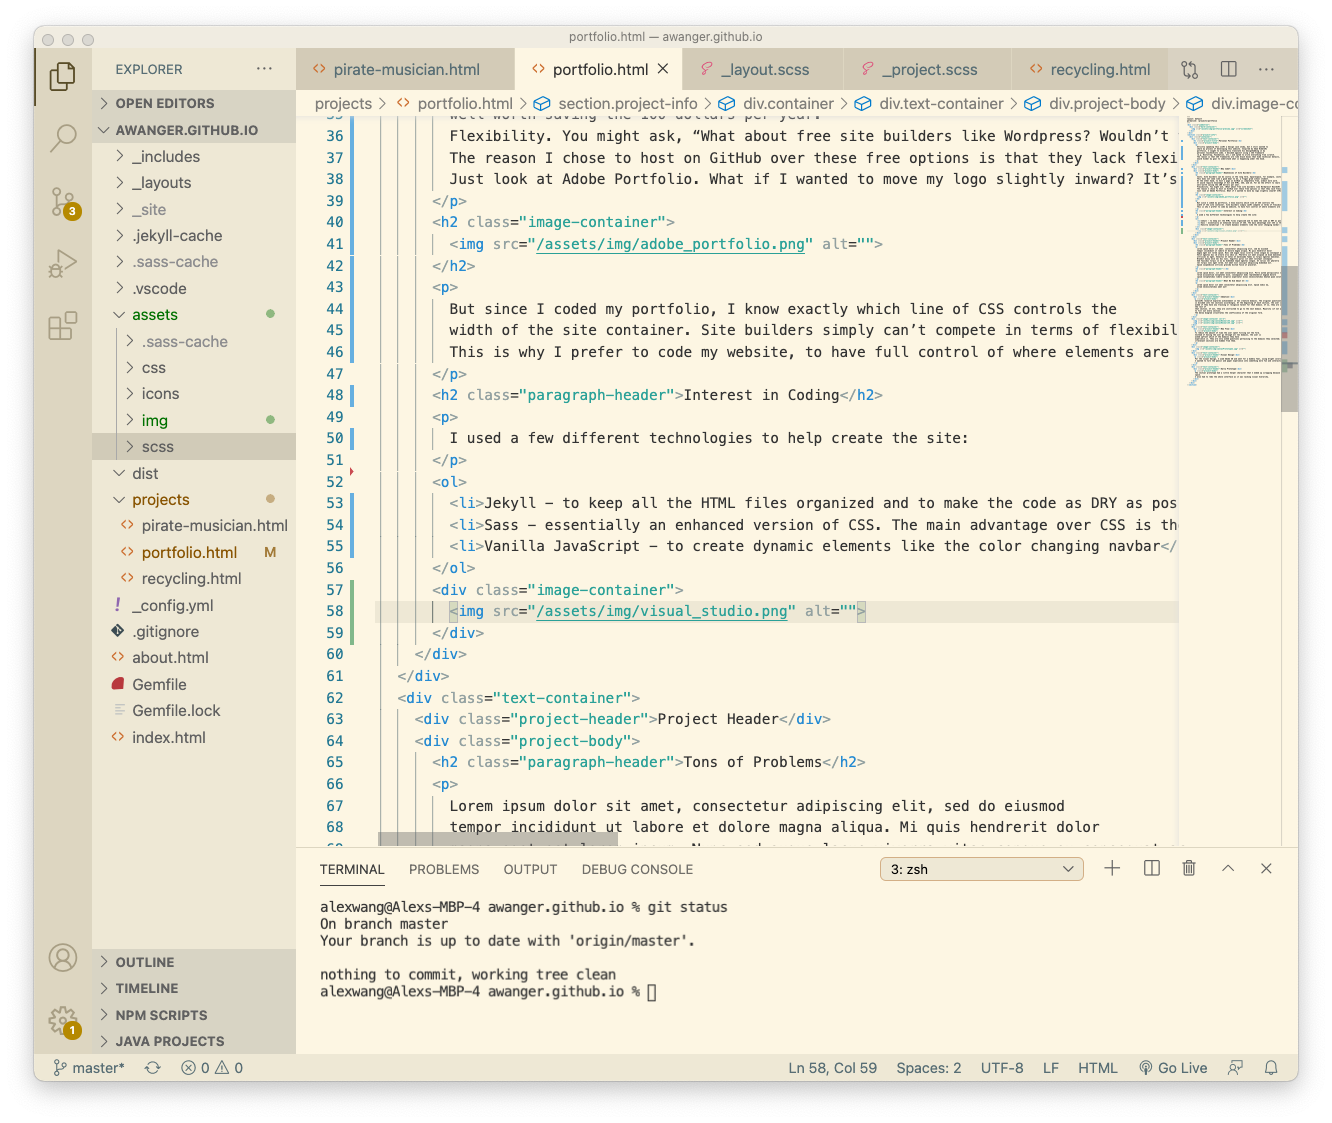 portfolio.html — awanger.github.io
EXPLORER
pirate-musician.html
portfolio.html
_layout.scss
_project.scss
recycling.html
projects > portfolio.html > section.project-info > div.container > div.text-container > div.project-body >
OPEN EDITORS
AWANGER.GITHUB.IO
_includes
_layouts
_site
.jekyll-cache
.sass-cache
.vscode
assets
.sass-cache
css
icons
img
scss
dist
projects
pirate-musician.html
portfolio.html M
recycling.html
_config.yml
.gitignore
about.html
Gemfile
Gemfile.lock
index.html
OUTLINE
TIMELINE
NPM SCRIPTS
JAVA PROJECTS
3
1
36 Flexibility. You might ask, “What about free site builders like Wordpress? Wouldn’t
37 The reason I chose to host on GitHub over these free options is that they lack flexi
38 Just look at Adobe Portfolio. What if I wanted to move my logo slightly inward? It’s
39 </p>
40 <h2 class="image-container">
41 <img src="/assets/img/adobe_portfolio.png" alt="">
42 </h2>
43 <p>
44 But since I coded my portfolio, I know exactly which line of CSS controls the
45 width of the site container. Site builders simply can’t compete in terms of flexibil
46 This is why I prefer to code my website, to have full control of where elements are
47 </p>
48 <h2 class="paragraph-header">Interest in Coding</h2>
49 <p>
50 I used a few different technologies to help create the site:
51 </p>
52 <ol>
53 <li>Jekyll – to keep all the HTML files organized and to make the code as DRY as pos
54 <li>Sass – essentially an enhanced version of CSS. The main advantage over CSS is th
55 <li>Vanilla JavaScript – to create dynamic elements like the color changing navbar</
56 </ol>
57 <div class="image-container">
58 <img src="/assets/img/visual_studio.png" alt="">
59 </div>
60 </div>
61 </div>
62 <div class="text-container">
63 <div class="project-header">Project Header</div>
64 <div class="project-body">
65 <h2 class="paragraph-header">Tons of Problems</h2>
66 <p>
67 Lorem ipsum dolor sit amet, consectetur adipiscing elit, sed do eiusmod
68 tempor incididunt ut labore et dolore magna aliqua. Mi quis hendrerit dolor
TERMINAL PROBLEMS OUTPUT DEBUG CONSOLE 3: zsh
alexwang@Alexs-MBP-4 awanger.github.io % git status
On branch master
Your branch is up to date with 'origin/master'.
nothing to commit, working tree clean
alexwang@Alexs-MBP-4 awanger.github.io %
master* 0 0 Ln 58, Col 59 Spaces: 2 UTF-8 LF HTML Go Live